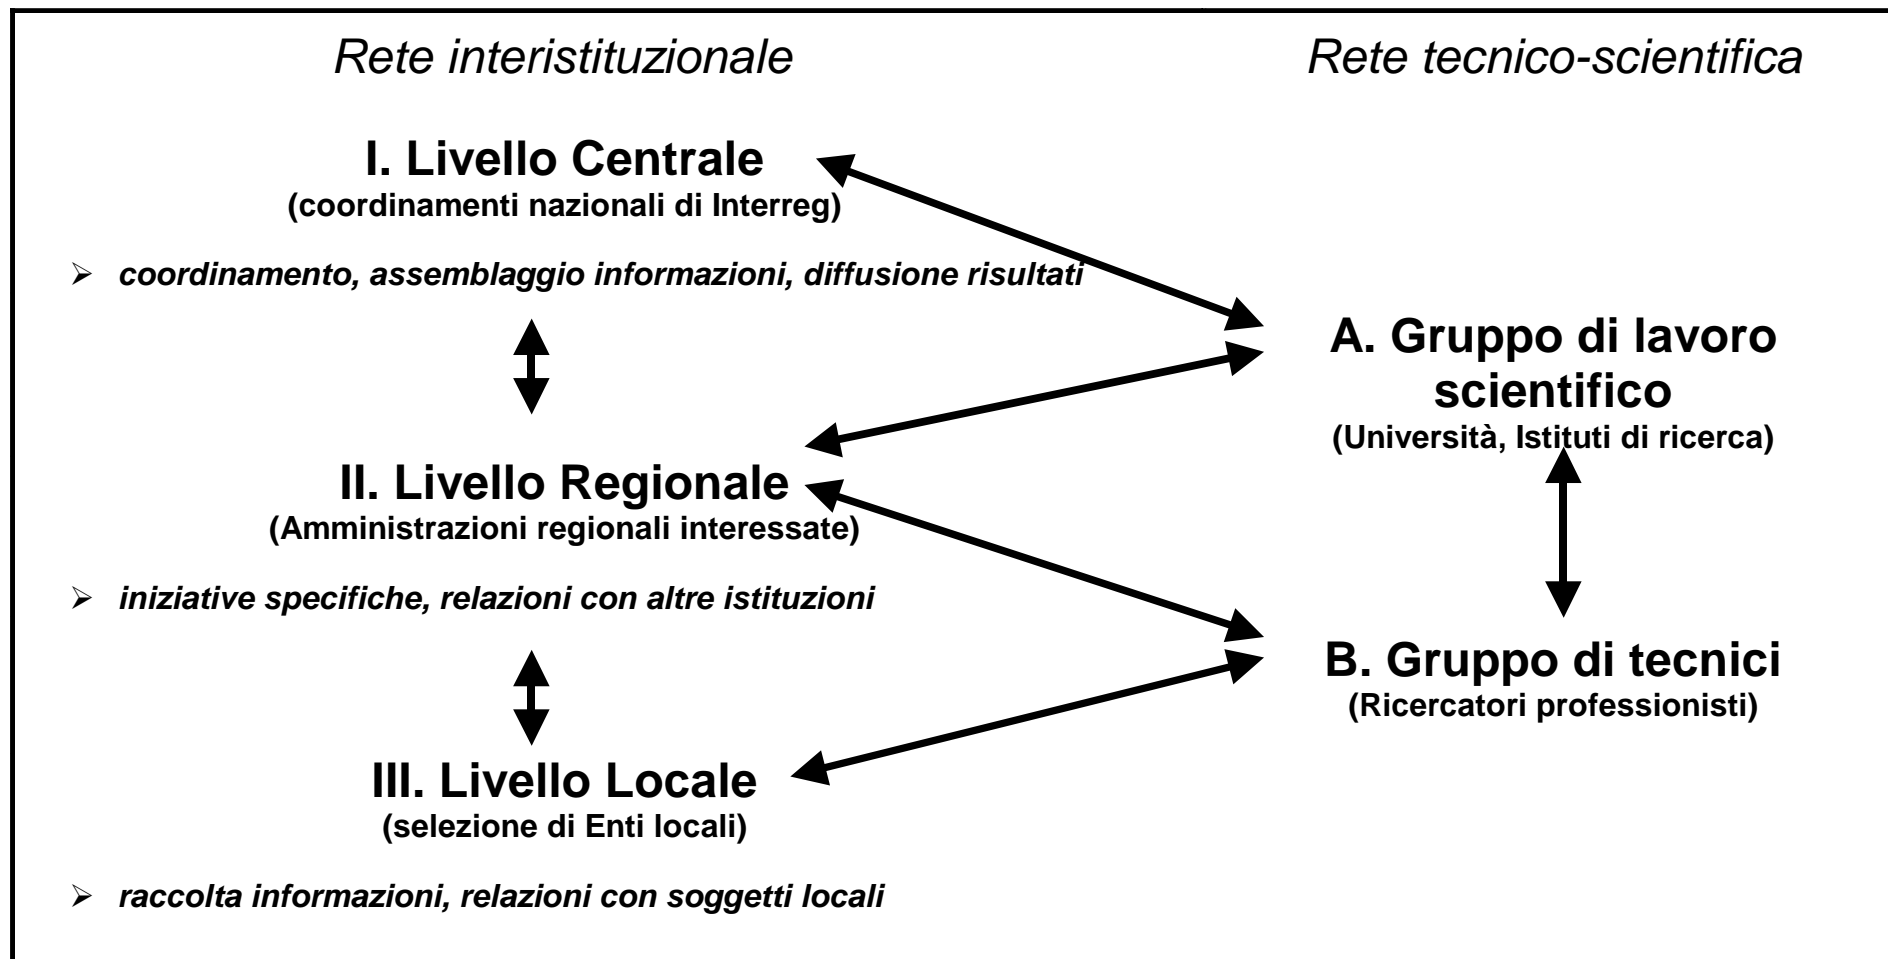 Rete interistituzionale
Rete tecnico-scientifica
I. Livello Centrale
(coordinamenti nazionali di Interreg)
➢ coordinamento, assemblaggio informazioni, diffusione risultati
A. Gruppo di lavoro
scientifico
(Università, Istituti di ricerca)
II. Livello Regionale
(Amministrazioni regionali interessate)
➢ iniziative specifiche, relazioni con altre istituzioni
B. Gruppo di tecnici
(Ricercatori professionisti)
III. Livello Locale
(selezione di Enti locali)
➢ raccolta informazioni, relazioni con soggetti locali